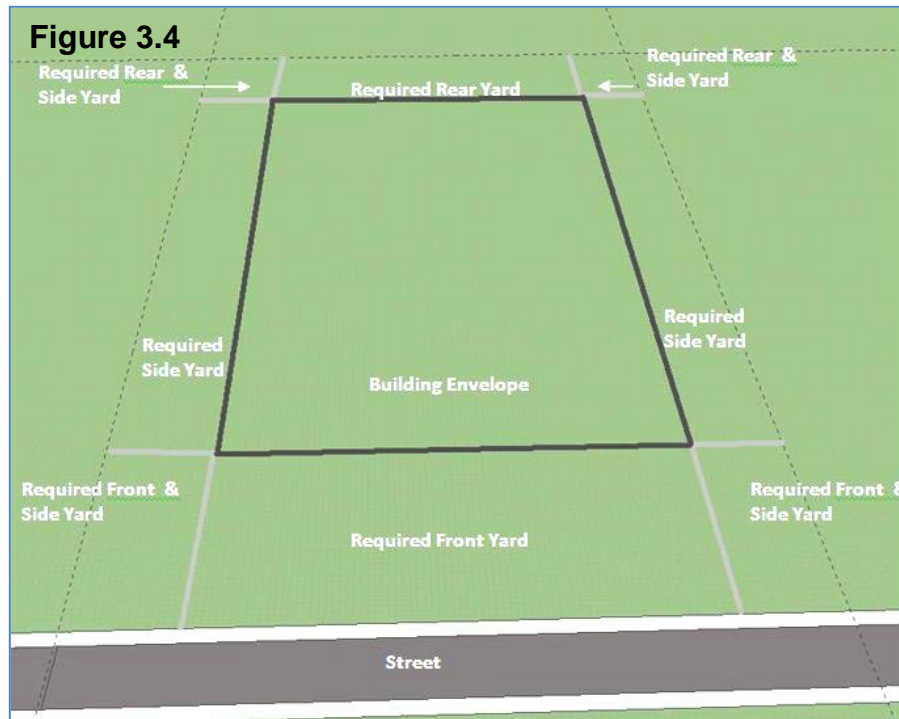 Figure 3.4
Required Rear &
Side Yard
Required Rear Yard
Required Rear &
Side Yard
Required
Side Yard
Required
Side Yard
Building Envelope
Required Front &
Side Yard
Required Front &
Side Yard
Required Front Yard
Street